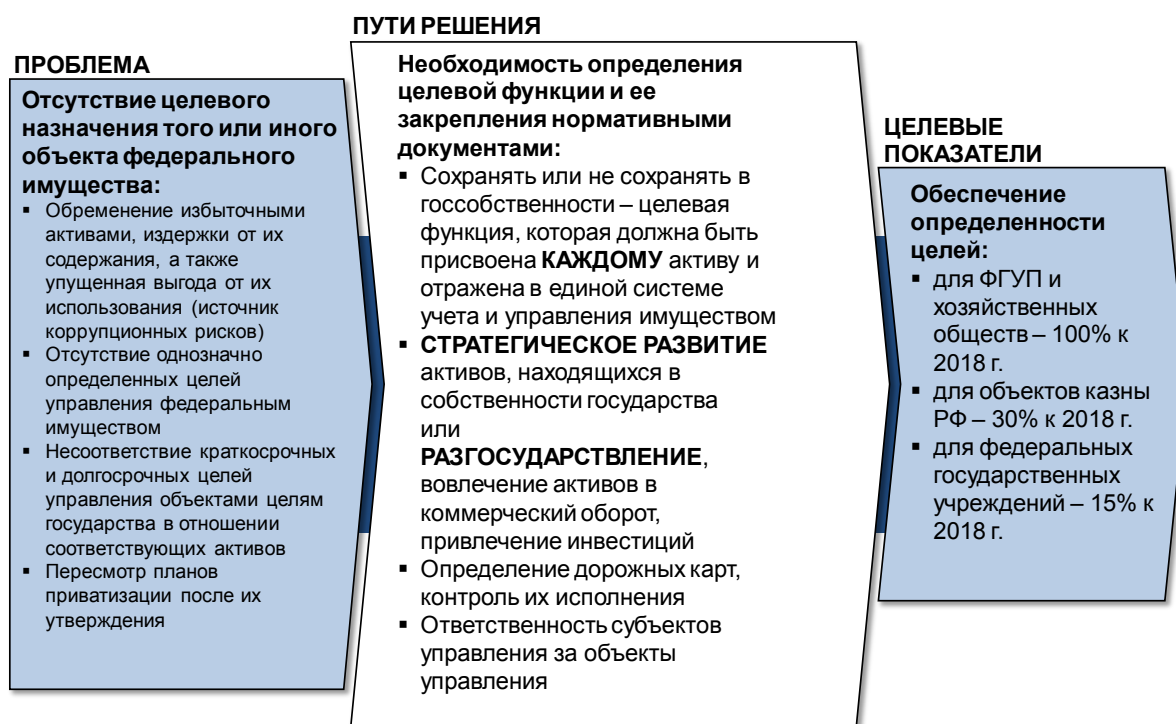 ПРОБЛЕМА
Отсутствие целевого
назначения того или иного
объекта федерального
имущества:
▪ Обременение избыточными
активами, издержки от их
содержания, а также
упущенная выгода от их
использования (источник
коррупционных рисков)
▪ Отсутствие однозначно
определенных целей
управления федеральным
имуществом
▪ Несоответствие краткосрочных
и долгосрочных целей
управления объектами целям
государства в отношении
соответствующих активов
▪ Пересмотр планов
приватизации после их
утверждения
ПУТИ РЕШЕНИЯ
Необходимость определения
целевой функции и ее
закрепления нормативными
документами:
▪ Сохранять или не сохранять в
госсобственности – целевая
функция, которая должна быть
присвоена КАЖДОМУ активу и
отражена в единой системе
учета и управления имуществом
▪ СТРАТЕГИЧЕСКОЕ РАЗВИТИЕ
активов, находящихся в
собственности государства
или
РАЗГОСУДАРСТВЛЕНИЕ,
вовлечение активов в
коммерческий оборот,
привлечение инвестиций
▪ Определение дорожных карт,
контроль их исполнения
▪ Ответственность субъектов
управления за объекты
управления
ЦЕЛЕВЫЕ
ПОКАЗАТЕЛИ
Обеспечение
определенности
целей:
▪ для ФГУП и
хозяйственных
обществ – 100% к
2018 г.
▪ для объектов казны
РФ – 30% к 2018 г.
▪ для федеральных
государственных
учреждений – 15% к
2018 г.